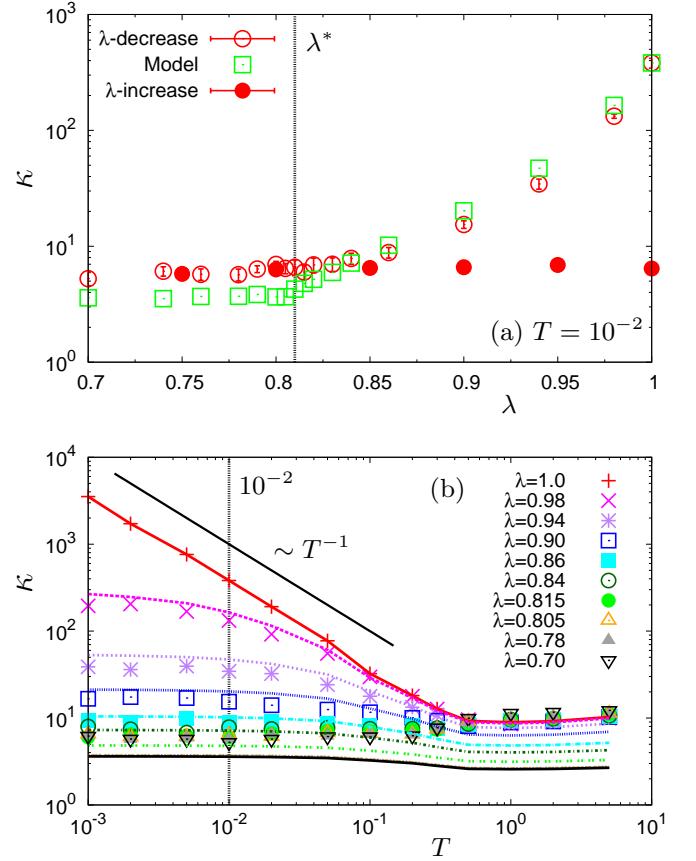 10³
10²
10¹
10⁰
κ
λ-decrease
Model
λ-increase
λ*
(a) T = 10⁻²
0.7 0.75 0.8 0.85 0.9 0.95 1
λ
10⁴
10³
10²
10¹
10⁰
κ
10⁻²
(b)
∼ T⁻¹
λ=1.0
λ=0.98
λ=0.94
λ=0.90
λ=0.86
λ=0.84
λ=0.815
λ=0.805
λ=0.78
λ=0.70
10⁻³ 10⁻² 10⁻¹ 10⁰ 10¹
T